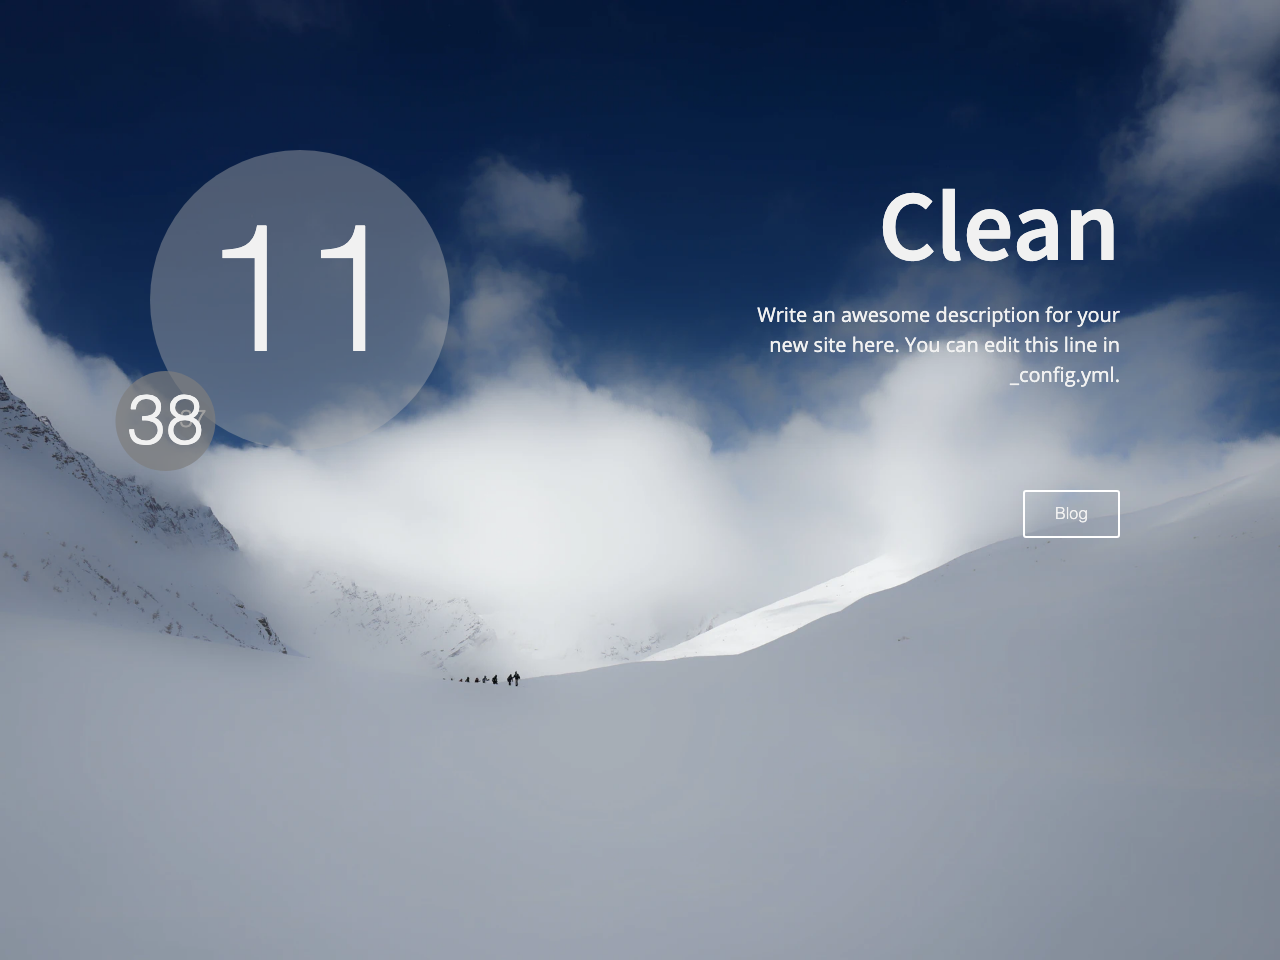 11
38
Clean
Write an awesome description for your
new site here. You can edit this line in
_config.yml.
Blog